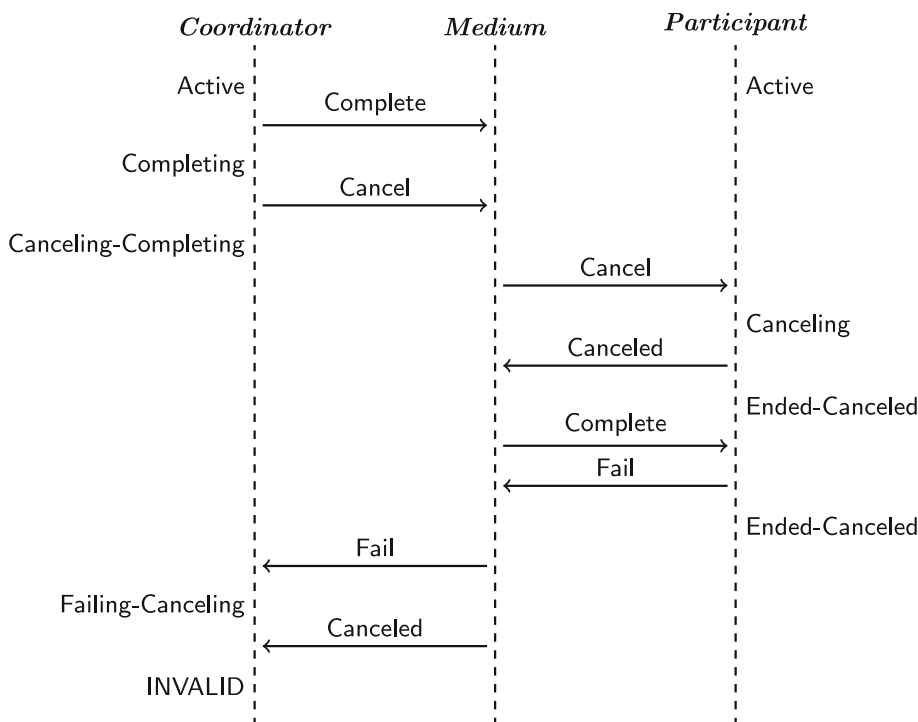 Coordinator Medium Participant
Active Active
Complete
Completing
Cancel
Canceling-Completing
Cancel
Canceling
Canceled
Ended-Canceled
Complete
Fail
Ended-Canceled
Fail
Failing-Canceling
Canceled
INVALID